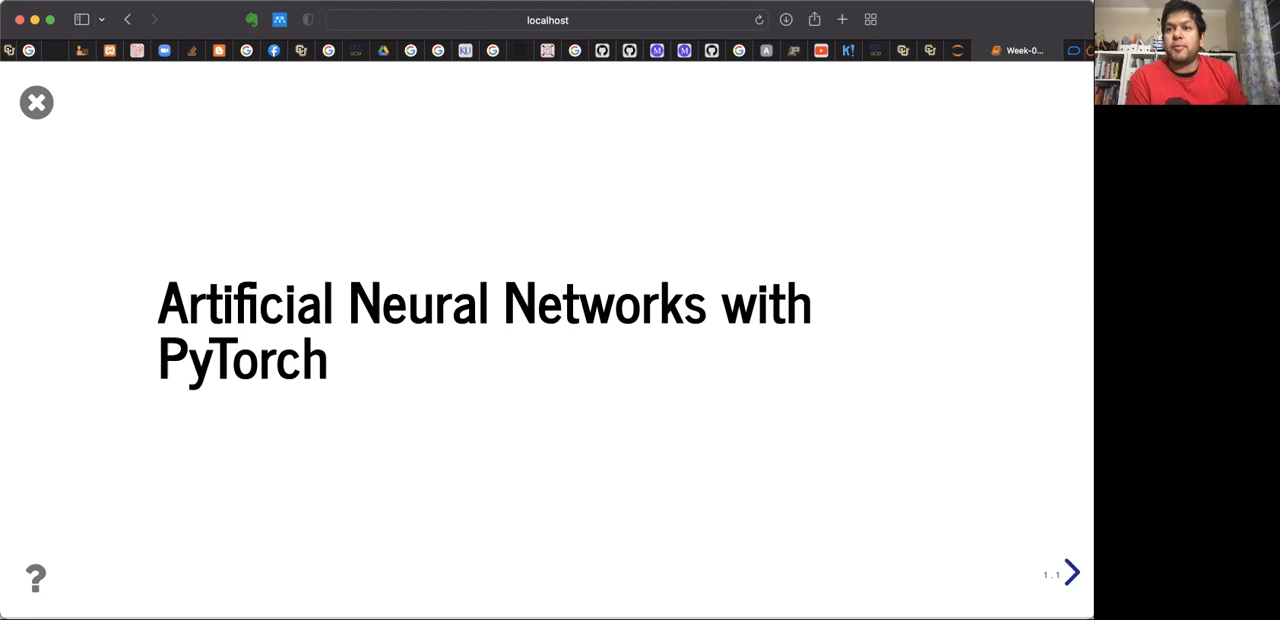 localhost
Week-0...
Artificial Neural Networks with
PyTorch
1.1